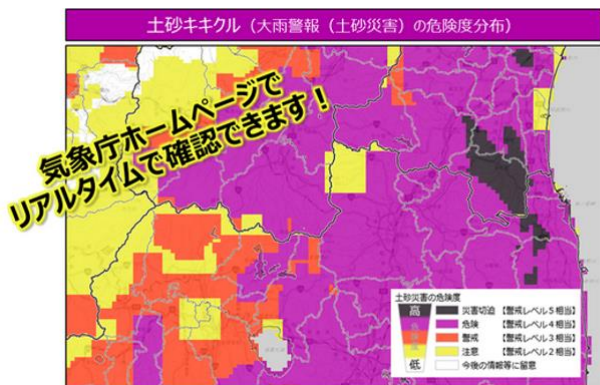 土砂キキクル（大雨警報（土砂災害）の危険度分布）
気象庁ホームページで
リアルタイムで確認できます！
土砂災害の危険度
高 災害切迫 【警戒レベル5相当】
危険 【警戒レベル4相当】
警戒 【警戒レベル3相当】
注意 【警戒レベル2相当】
低 今後の情報等に留意